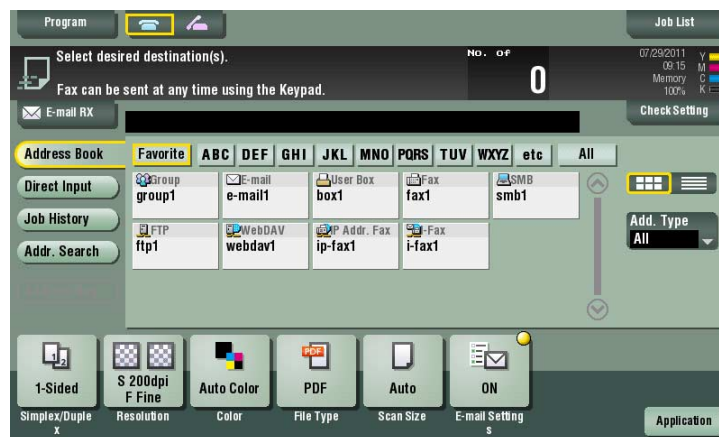 Program
Job List
Select desired destination(s).
Fax can be sent at any time using the Keypad.
No. of
0
07/29/2011
09:15
Memory
100%
Y
M
C
K
E-mail RX
Check Setting
Address Book
Favorite ABC DEF GHI JKL MNO PQRS TUV WXYZ etc All
Direct Input
Job History
Addr. Search
Group
group1
E-mail
e-mail1
User Box
box1
Fax
fax1
SMB
smb1
FTP
ftp1
WebDAV
webdav1
IP Addr. Fax
ip-fax1
I-Fax
i-fax1
Add. Type
All
1 2
1-Sided
Simplex/Duple
x
S 200dpi
F Fine
Resolution
Auto Color
Color
PDF
PDF
File Type
Auto
Scan Size
ON
E-mail Setting
s
Application